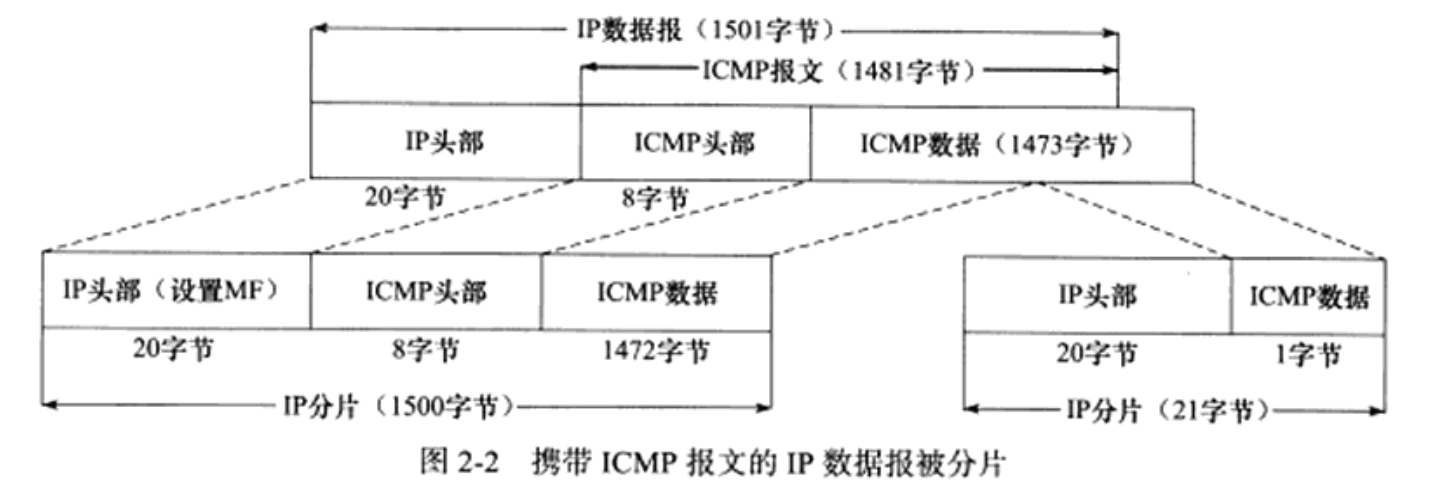 IP数据报（1501字节）
ICMP报文（1481字节）
IP头部 ICMP头部 ICMP数据（1473字节）
20字节 8字节
IP头部（设置MF） ICMP头部 ICMP数据 IP头部 ICMP数据
20字节 8字节 1472字节 20字节 1字节
IP分片（1500字节） IP分片（21字节）
图 2-2 携带 ICMP 报文的 IP 数据报被分片